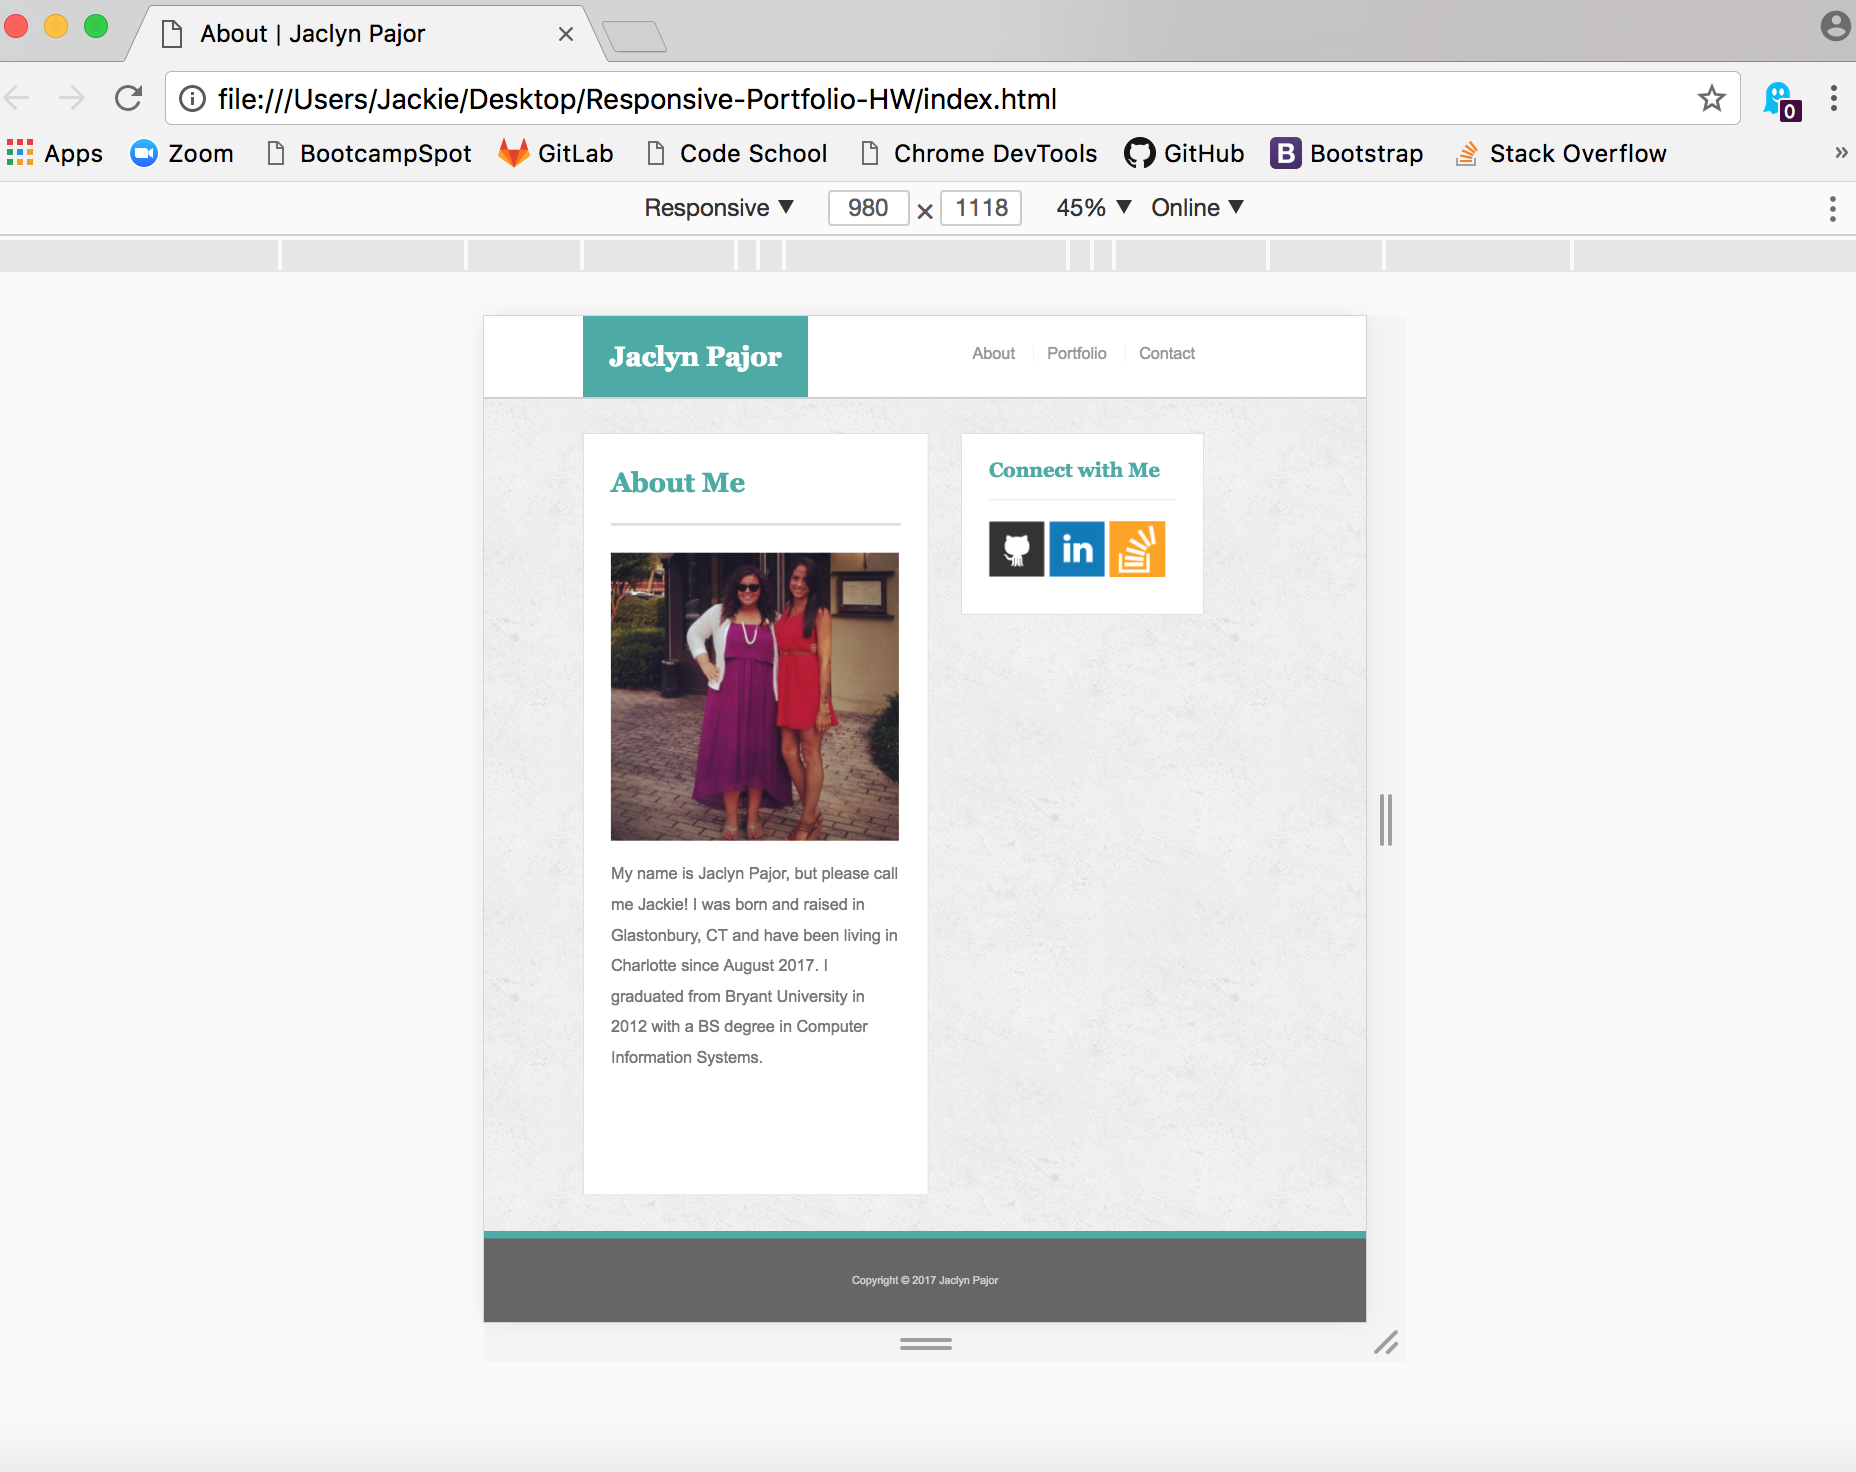 About | Jaclyn Pajor
file:///Users/Jackie/Desktop/Responsive-Portfolio-HW/index.html
0
Apps Zoom BootcampSpot GitLab Code School Chrome DevTools GitHub B Bootstrap Stack Overflow »
Responsive ▼ 980 × 1118 45% ▼ Online ▼
Jaclyn Pajor
About Portfolio Contact
About Me
Connect with Me
in
My name is Jaclyn Pajor, but please call
me Jackie! I was born and raised in
Glastonbury, CT and have been living in
Charlotte since August 2017. I
graduated from Bryant University in
2012 with a BS degree in Computer
Information Systems.
Copyright © 2017 Jaclyn Pajor